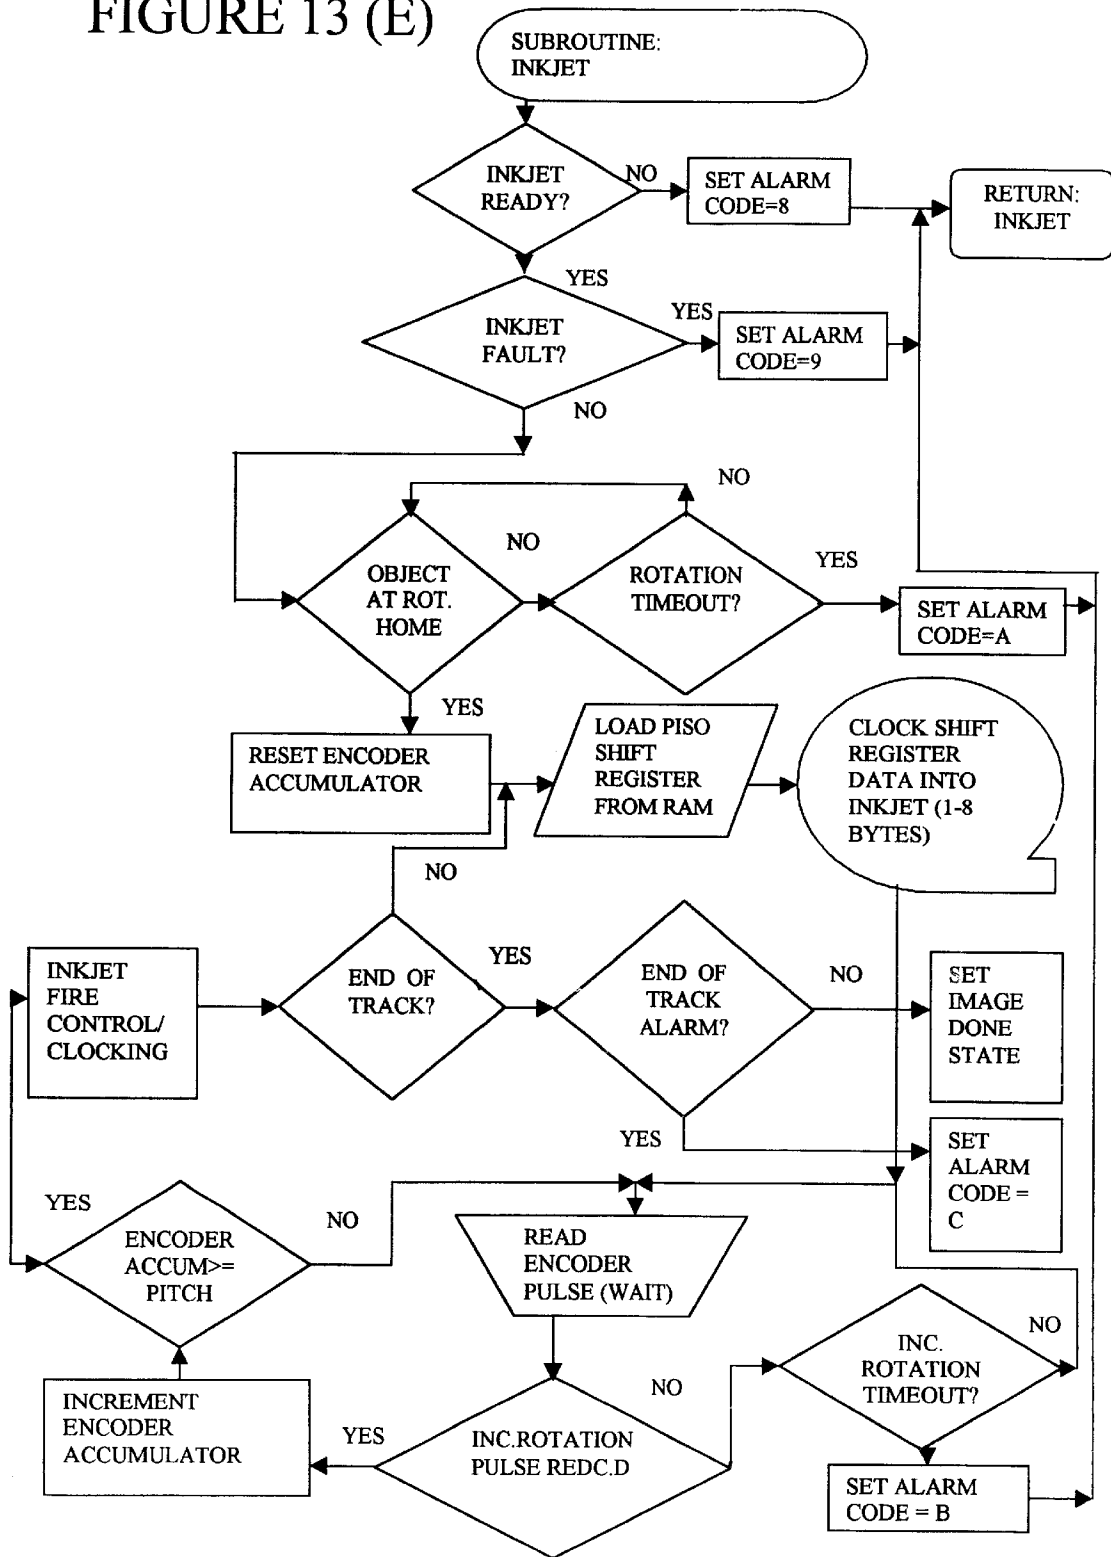 FIGURE 13 (E)
SUBROUTINE:
INKJET
INKJET
READY?
NO
SET ALARM
CODE=8
RETURN:
INKJET
YES
INKJET
FAULT?
YES
SET ALARM
CODE=9
NO
NO
OBJECT
AT ROT.
HOME
NO
ROTATION
TIMEOUT?
YES
SET ALARM
CODE=A
YES
RESET ENCODER
ACCUMULATOR
LOAD PISO
SHIFT
REGISTER
FROM RAM
CLOCK SHIFT
REGISTER
DATA INTO
INKJET (1-8
BYTES)
NO
INKJET
FIRE
CONTROL/
CLOCKING
END OF
TRACK?
YES
END OF
TRACK
ALARM?
NO
SET
IMAGE
DONE
STATE
YES
SET
ALARM
CODE =
C
YES
ENCODER
ACCUM>=
PITCH
NO
READ
ENCODER
PULSE (WAIT)
INC.
ROTATION
TIMEOUT?
NO
INCREMENT
ENCODER
ACCUMULATOR
YES
INC.ROTATION
PULSE REDC.D
NO
SET ALARM
CODE = B